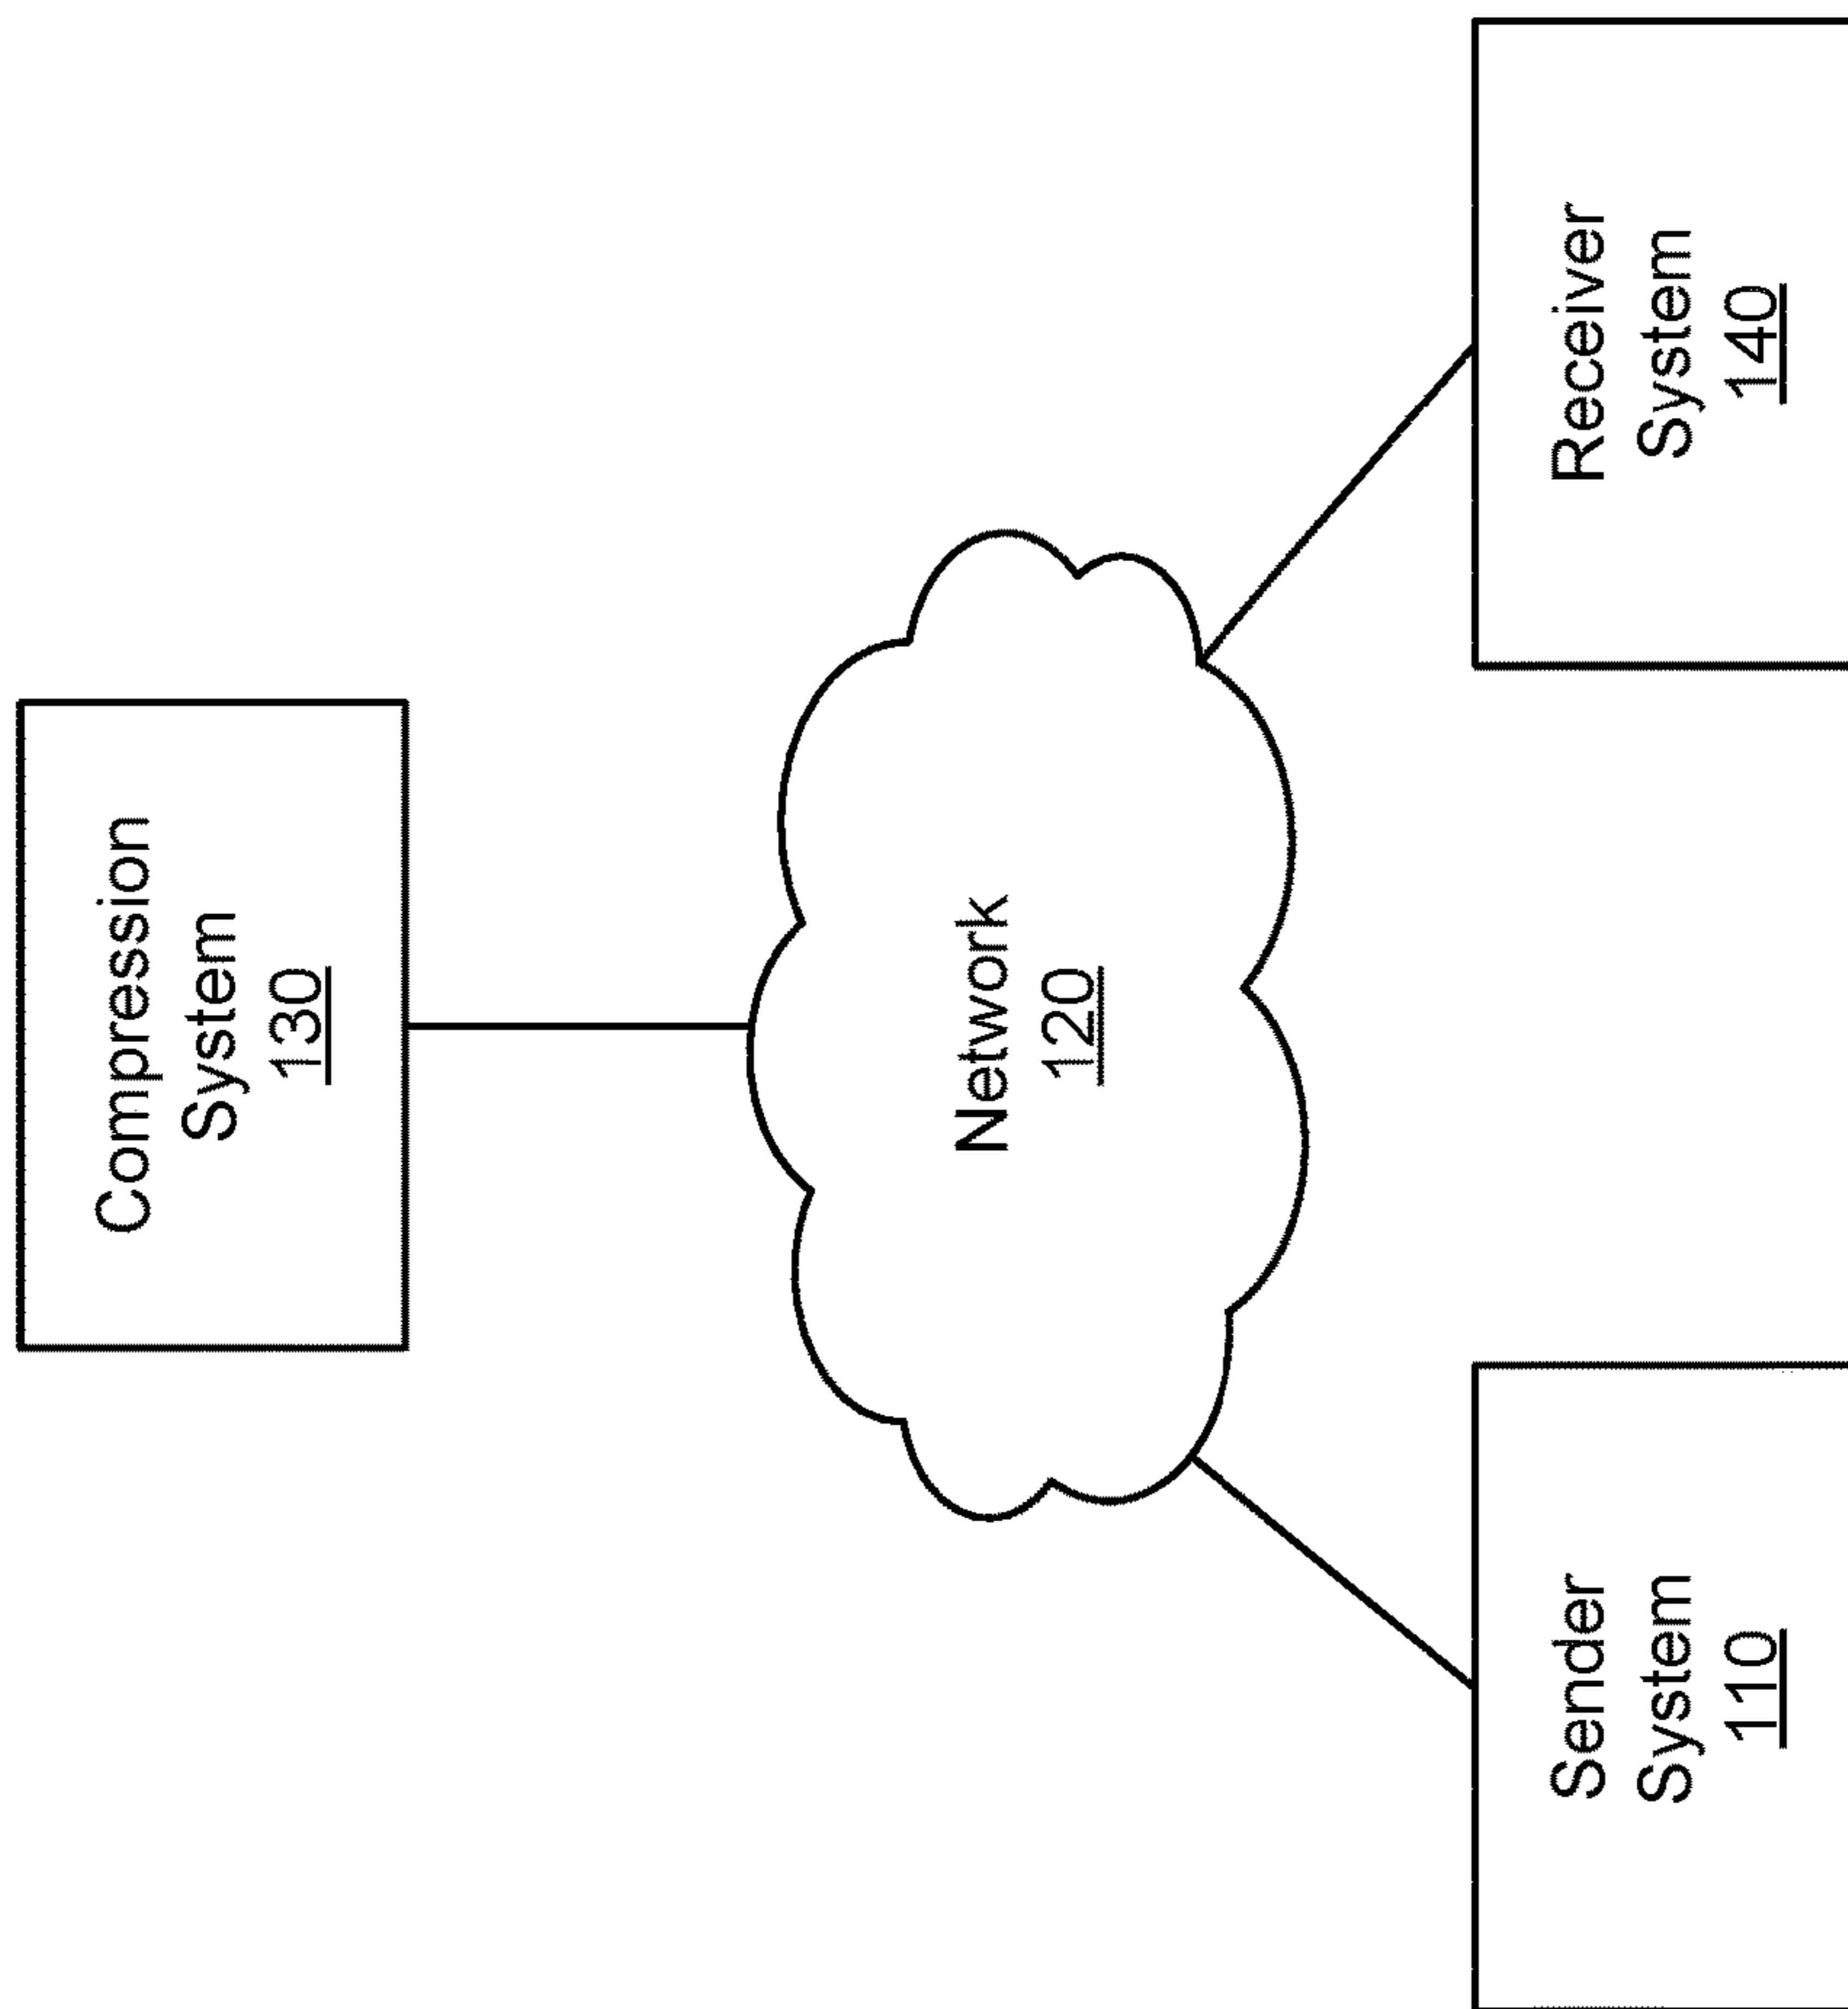 Compression
System
130
Network
120
Sender
System
110
Receiver
System
140